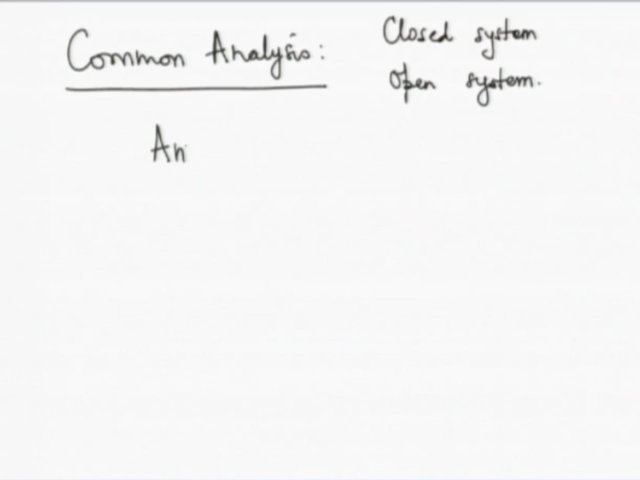 Common Analysis:
Closed system
Open system.
An